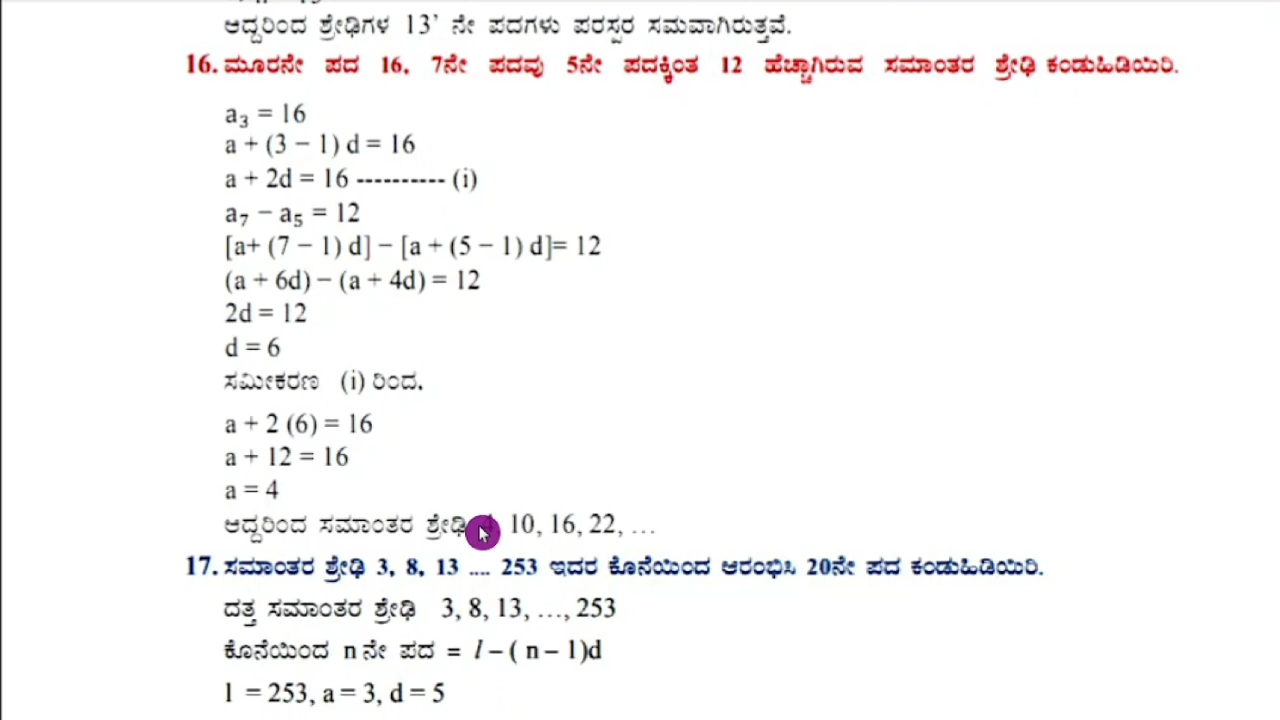 ಆದ್ದರಿಂದ ಶ್ರೇಢಿಗಳ 13’ ನೇ ಪದಗಳು ಪರಸ್ಪರ ಸಮವಾಗಿರುತ್ತವೆ.
16. ಮೂರನೇ ಪದ 16. 7ನೇ ಪದವು 5ನೇ ಪದಕ್ಕಿಂತ 12 ಹೆಚ್ಚಾಗಿರುವ ಸಮಾಂತರ ಶ್ರೇಢಿ ಕಂಡುಹಿಡಿಯಿರಿ.
a₃ = 16
a + (3 − 1) d = 16
a + 2d = 16 ---------- (i)
a₇ − a₅ = 12
[a+ (7 − 1) d] − [a + (5 − 1) d]= 12
(a + 6d) − (a + 4d) = 12
2d = 12
d = 6
ಸಮೀಕರಣ (i) ರಿಂದ.
a + 2 (6) = 16
a + 12 = 16
a = 4
ಆದ್ದರಿಂದ ಸಮಾಂತರ ಶ್ರೇಢಿ 10, 16, 22, …
17. ಸಮಾಂತರ ಶ್ರೇಢಿ 3, 8, 13 .... 253 ಇದರ ಕೊನೆಯಿಂದ ಆರಂಭಿಸಿ 20ನೇ ಪದ ಕಂಡುಹಿಡಿಯಿರಿ.
ದತ್ತ ಸಮಾಂತರ ಶ್ರೇಢಿ 3, 8, 13, …, 253
ಕೊನೆಯಿಂದ n ನೇ ಪದ = l − ( n − 1)d
l = 253, a = 3, d = 5